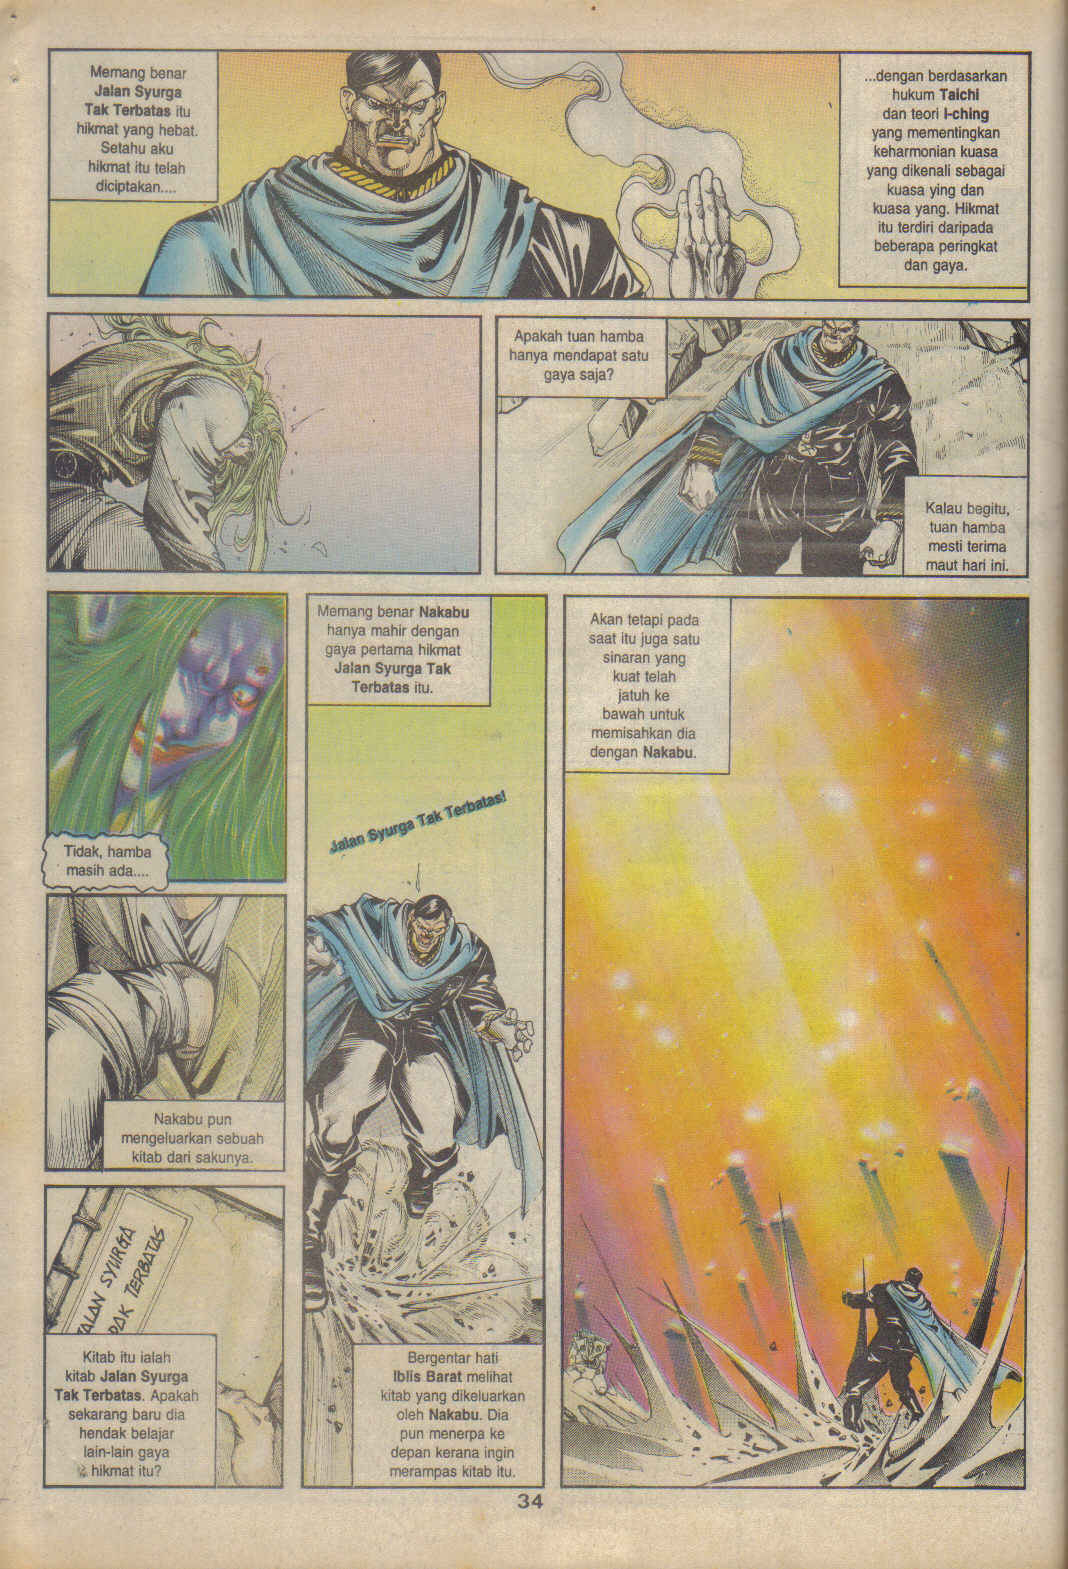 Memang benar
Jalan Syurga
Tak Terbatas itu
hikmat yang hebat.
Setahu aku
hikmat itu telah
diciptakan....
...dengan berdasarkan
hukum Taichi
dan teori I-ching
yang mementingkan
keharmonian kuasa
yang dikenali sebagai
kuasa ying dan
kuasa yang. Hikmat
itu terdiri daripada
beberapa peringkat
dan gaya.
Apakah tuan hamba
hanya mendapat satu
gaya saja?
Kalau begitu,
tuan hamba
mesti terima
maut hari ini.
Tidak, hamba
masih ada....
Nakabu pun
mengeluarkan sebuah
kitab dari sakunya.
JALAN SYURGA
TAK TERBATAS
Kitab itu ialah
kitab Jalan Syurga
Tak Terbatas. Apakah
sekarang baru dia
hendak belajar
lain-lain gaya
hikmat itu?
Memang benar Nakabu
hanya mahir dengan
gaya pertama hikmat
Jalan Syurga Tak
Terbatas itu.
Jalan Syurga Tak Terbatas!
Bergentar hati
Iblis Barat melihat
kitab yang dikeluarkan
oleh Nakabu. Dia
pun menerpa ke
depan kerana ingin
merampas kitab itu.
Akan tetapi pada
saat itu juga satu
sinaran yang
kuat telah
jatuh ke
bawah untuk
memisahkan dia
dengan Nakabu.
34